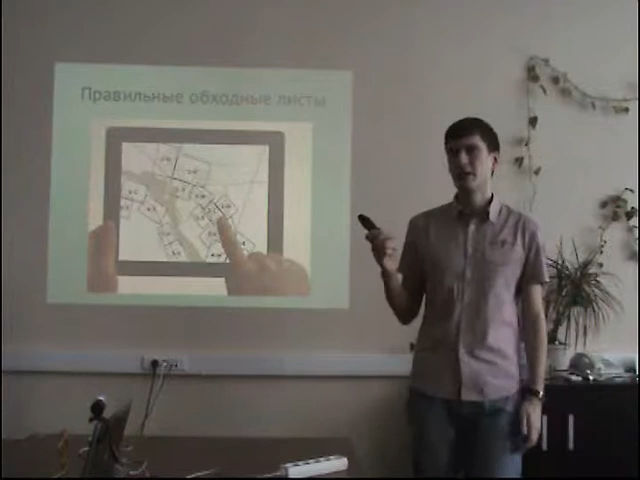 Правильные обходные листы